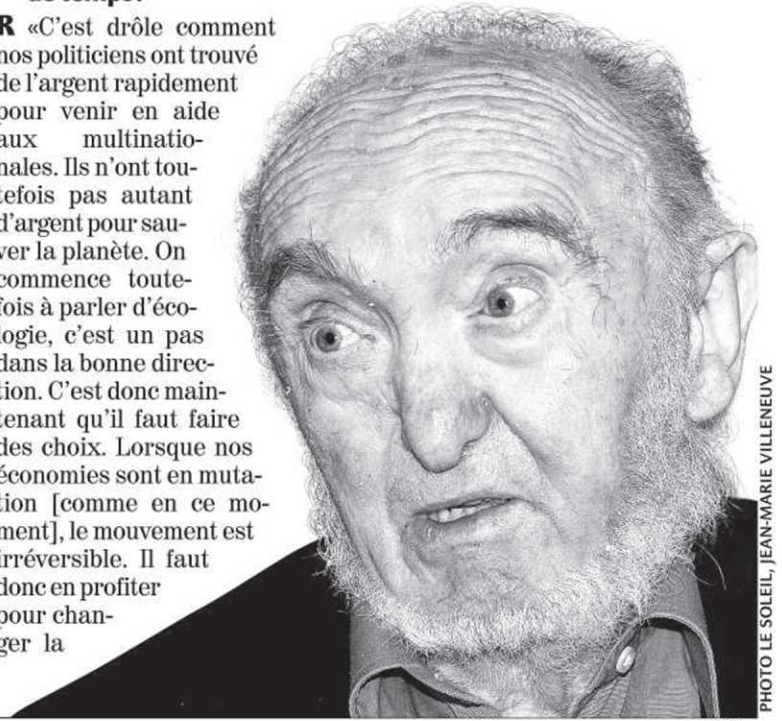 de temps?
R «C'est drôle comment
nos politiciens ont trouvé
de l'argent rapidement
pour venir en aide
aux multinatio-
nales. Ils n'ont tou-
tefois pas autant
d'argent pour sau-
ver la planète. On
commence toute-
fois à parler d'éco-
logie, c'est un pas
dans la bonne direc-
tion. C'est donc main-
tenant qu'il faut faire
des choix. Lorsque nos
économies sont en muta-
tion [comme en ce mo-
ment], le mouvement est
irréversible. Il faut
donc en profiter
pour chan-
ger la
PHOTO LE SOLEIL, JEAN-MARIE VILLENEUVE